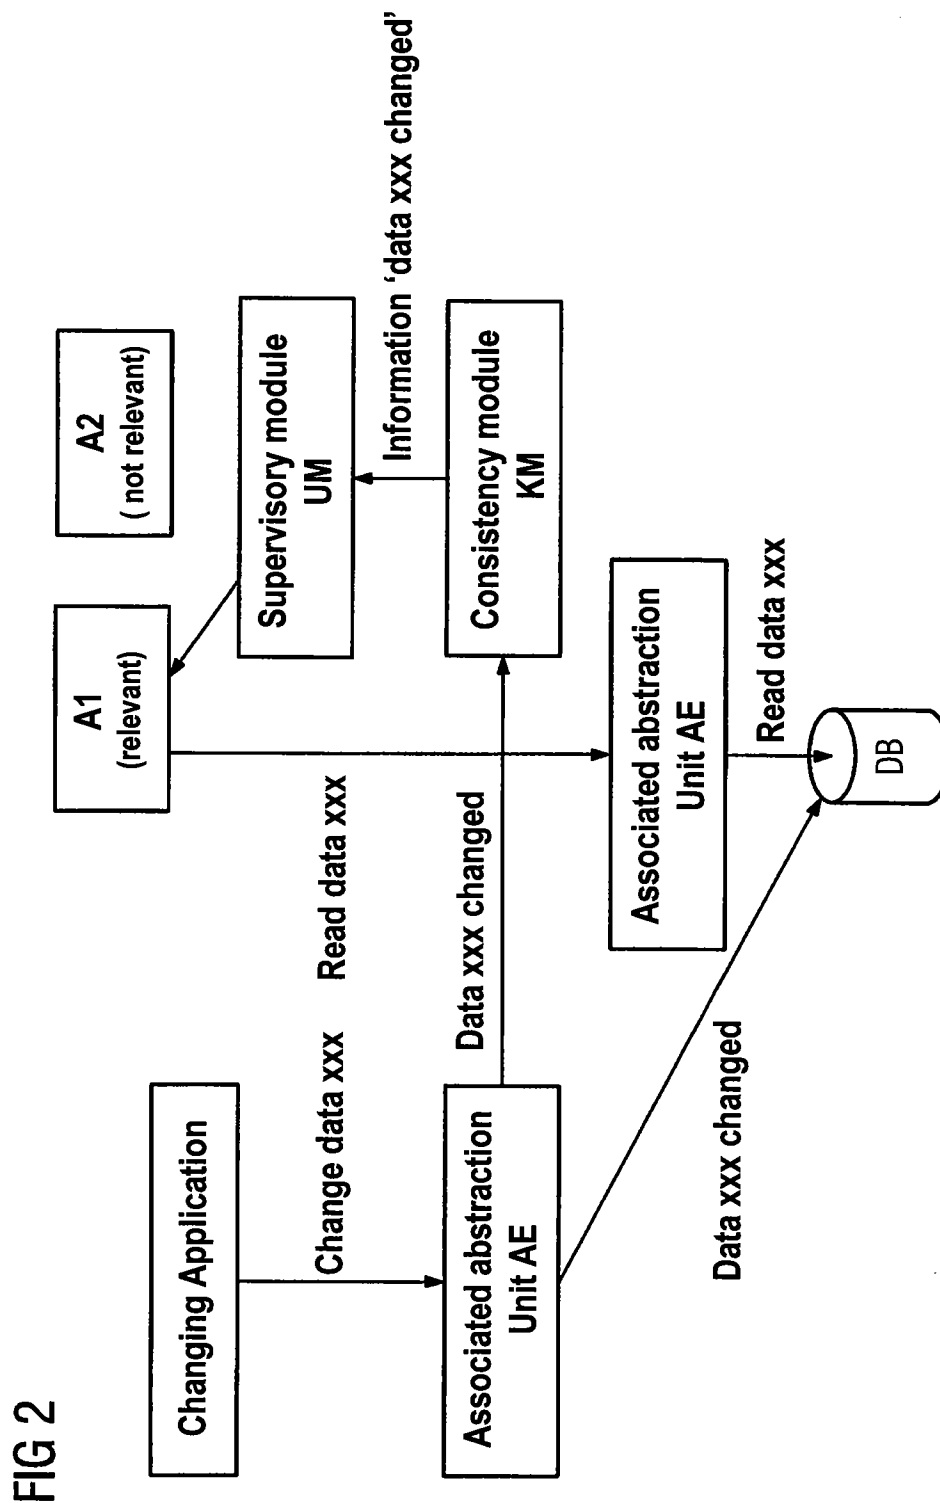 FIG 2
Changing Application
Change data xxx
Associated abstraction
Unit AE
Data xxx changed
Data xxx changed
A1
(relevant)
Read data xxx
A2
( not relevant)
Supervisory module
UM
Information ‘data xxx changed’
Consistency module
KM
Associated abstraction
Unit AE
Read data xxx
DB